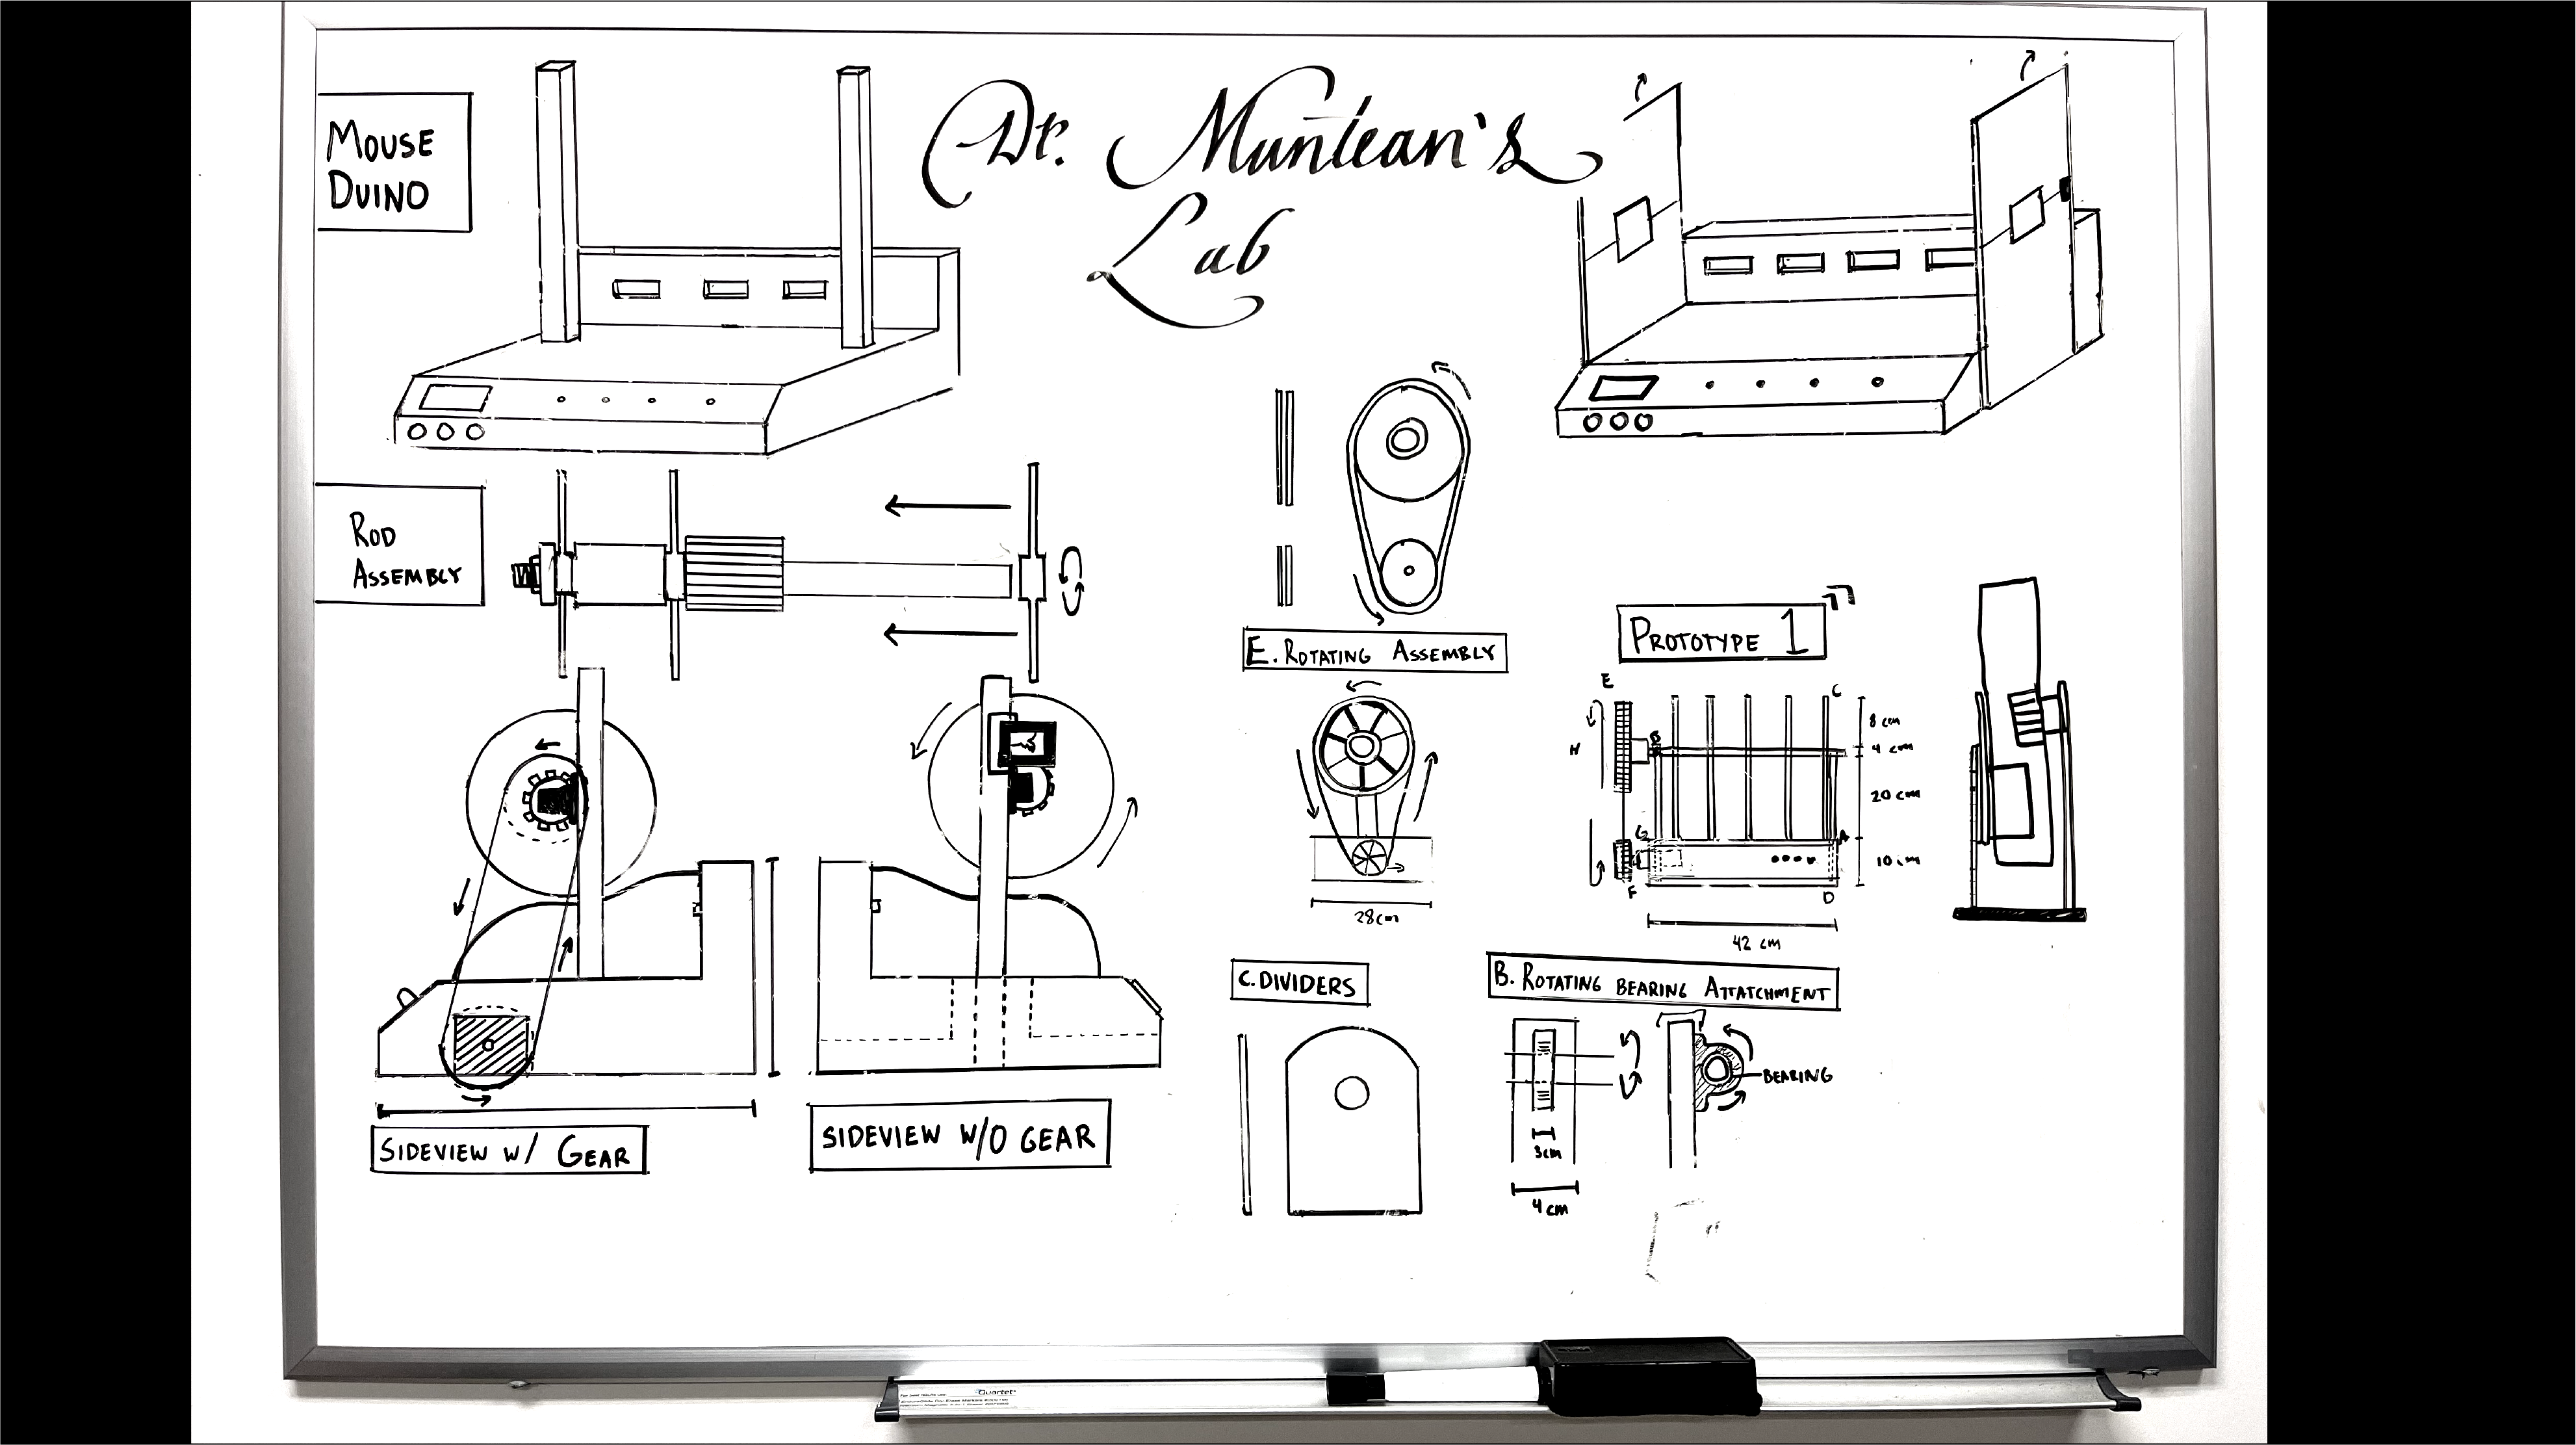 Dr. Muntean's
Lab
MOUSE
DUINO
ROD
ASSEMBLY
E. ROTATING ASSEMBLY
PROTOTYPE 1
E
C
H
B
8 cm
4 cm
20 cm
G
A
10 cm
F
D
28cm
42 cm
C. DIVIDERS
B. ROTATING BEARING ATTATCHMENT
BEARING
3cm
4 cm
SIDEVIEW W/ GEAR
SIDEVIEW W/O GEAR
Quartet